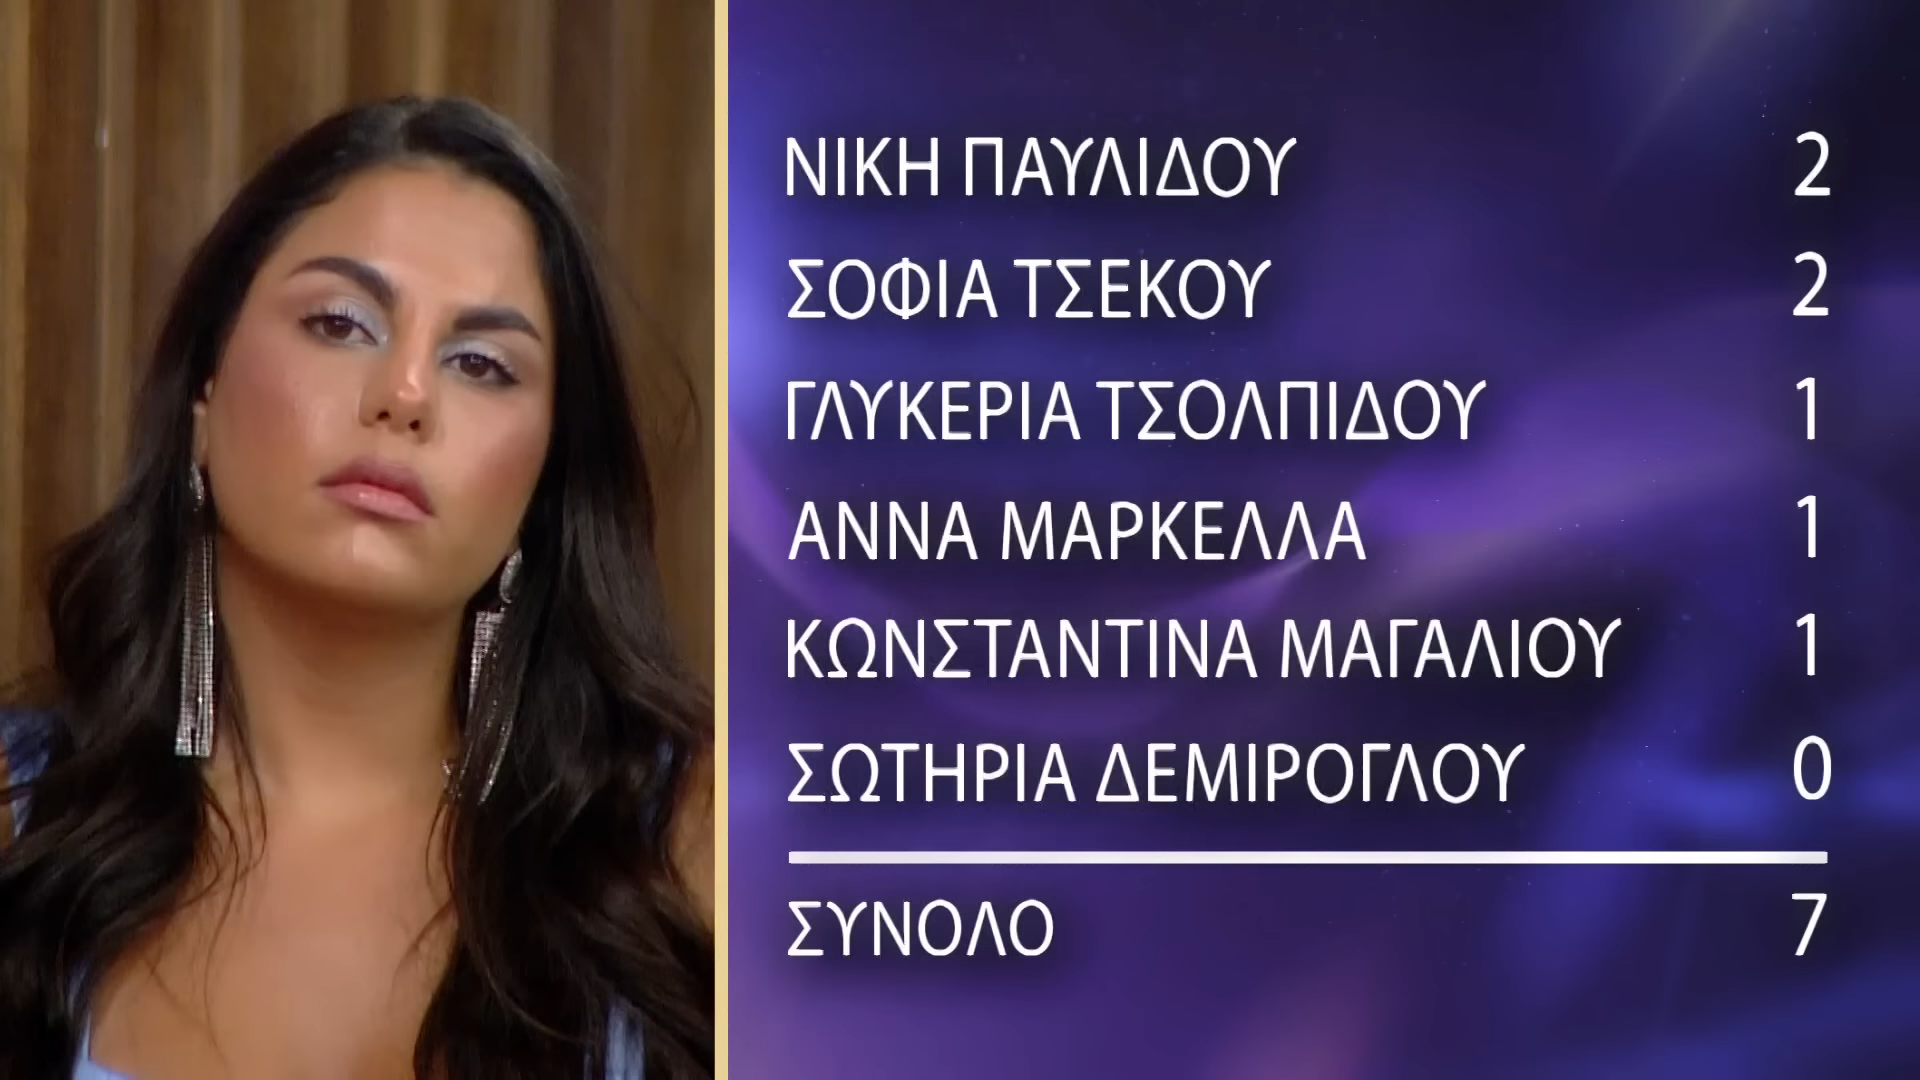 ΝΙΚΗ ΠΑΥΛΙΔΟΥ 2
ΣΟΦΙΑ ΤΣΕΚΟΥ 2
ΓΛΥΚΕΡΙΑ ΤΣΟΛΠΙΔΟΥ 1
ΑΝΝΑ ΜΑΡΚΕΛΛΑ 1
ΚΩΝΣΤΑΝΤΙΝΑ ΜΑΓΑΛΙΟΥ 1
ΣΩΤΗΡΙΑ ΔΕΜΙΡΟΓΛΟΥ 0
ΣΥΝΟΛΟ 7